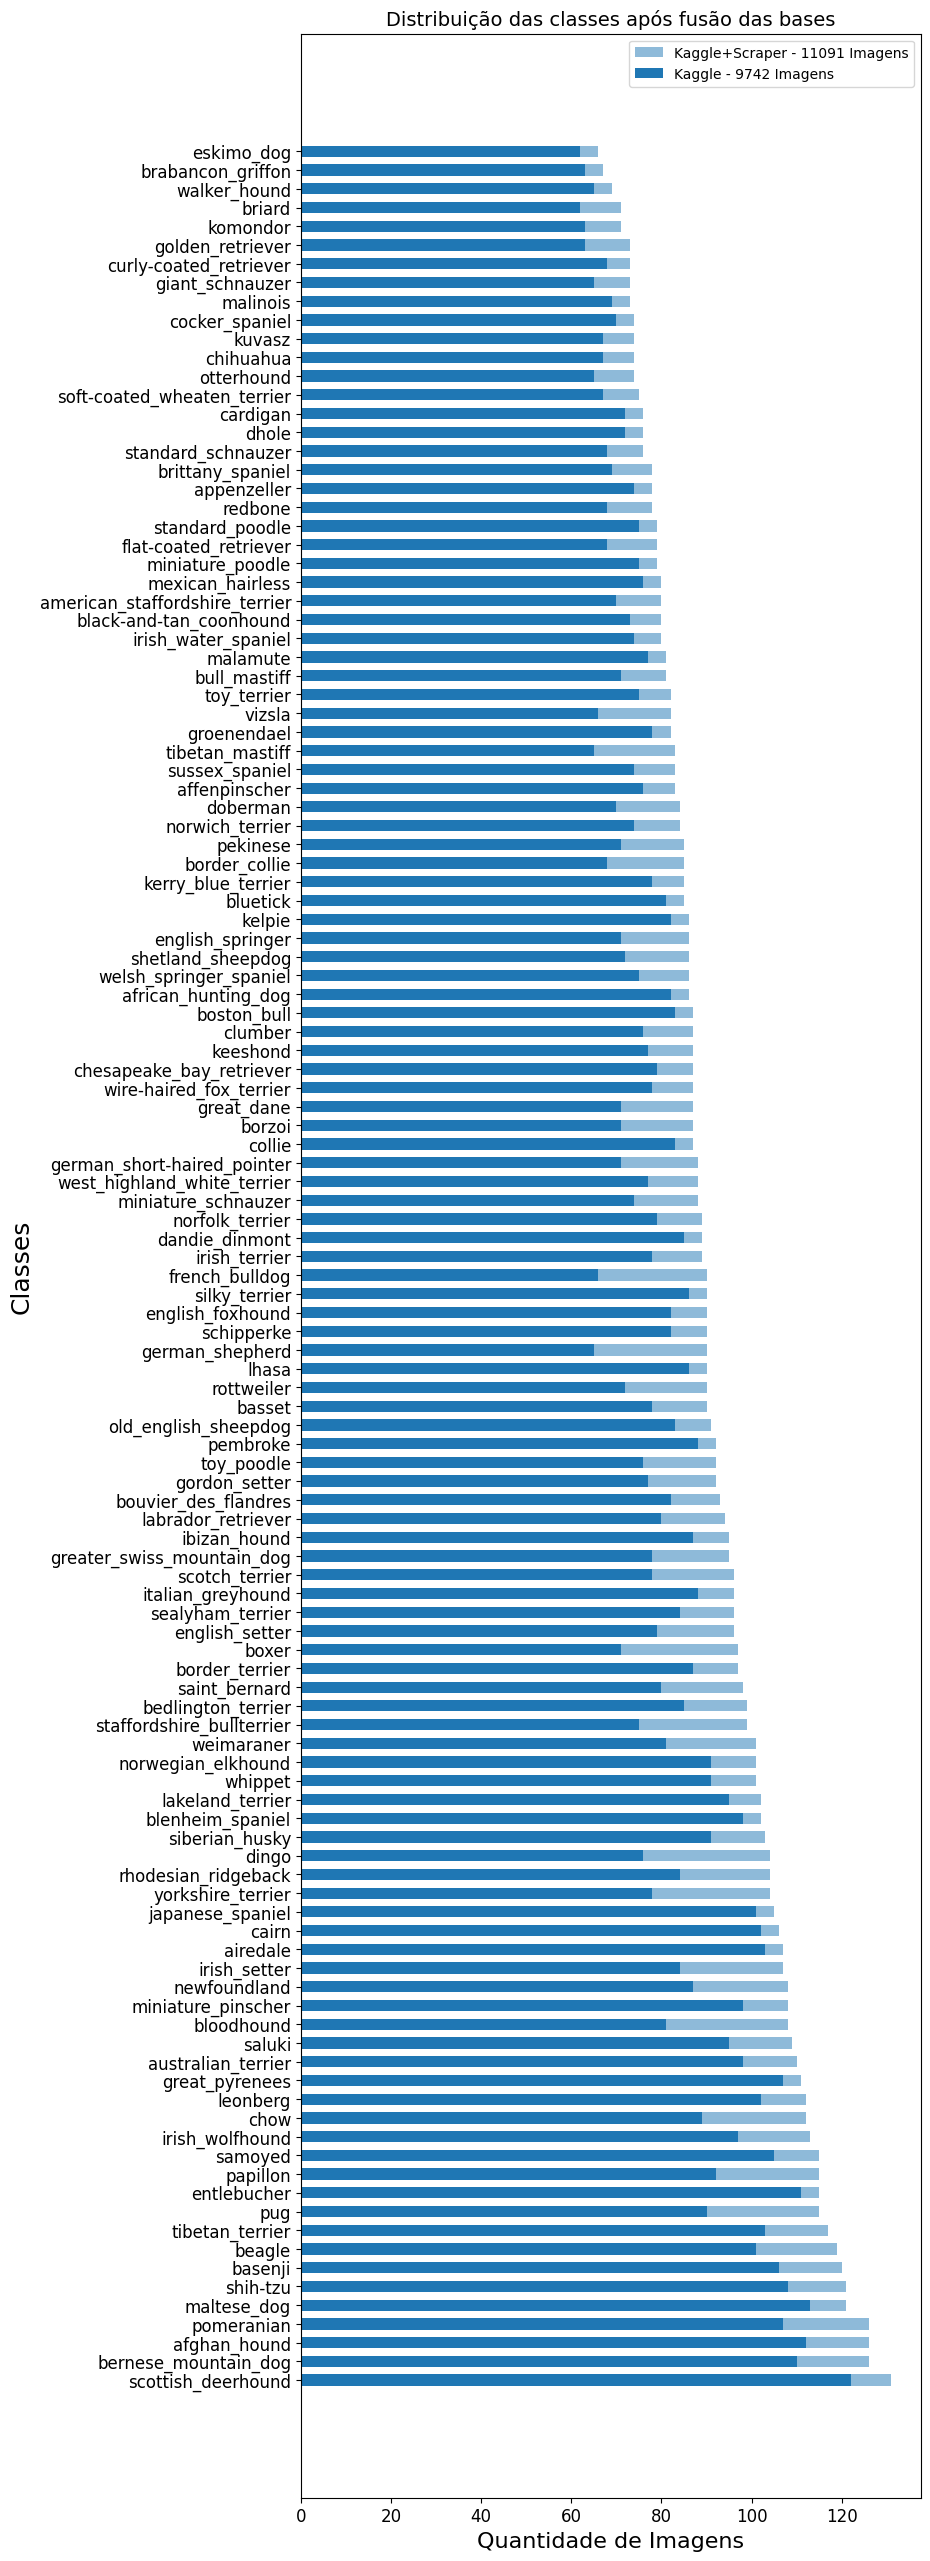 Distribuição das classes após fusão das bases
Kaggle+Scraper - 11091 Imagens
Kaggle - 9742 Imagens
eskimo_dog
brabancon_griffon
walker_hound
briard
komondor
golden_retriever
curly-coated_retriever
giant_schnauzer
malinois
cocker_spaniel
kuvasz
chihuahua
otterhound
soft-coated_wheaten_terrier
cardigan
dhole
standard_schnauzer
brittany_spaniel
appenzeller
redbone
standard_poodle
flat-coated_retriever
miniature_poodle
mexican_hairless
american_staffordshire_terrier
black-and-tan_coonhound
irish_water_spaniel
malamute
bull_mastiff
toy_terrier
vizsla
groenendael
tibetan_mastiff
sussex_spaniel
affenpinscher
doberman
norwich_terrier
pekinese
border_collie
kerry_blue_terrier
bluetick
kelpie
english_springer
shetland_sheepdog
welsh_springer_spaniel
african_hunting_dog
boston_bull
clumber
keeshond
chesapeake_bay_retriever
wire-haired_fox_terrier
great_dane
borzoi
collie
german_short-haired_pointer
west_highland_white_terrier
miniature_schnauzer
norfolk_terrier
dandie_dinmont
irish_terrier
french_bulldog
silky_terrier
english_foxhound
schipperke
german_shepherd
lhasa
rottweiler
basset
old_english_sheepdog
pembroke
toy_poodle
gordon_setter
bouvier_des_flandres
labrador_retriever
ibizan_hound
greater_swiss_mountain_dog
scotch_terrier
italian_greyhound
sealyham_terrier
english_setter
boxer
border_terrier
saint_bernard
bedlington_terrier
staffordshire_bullterrier
weimaraner
norwegian_elkhound
whippet
lakeland_terrier
blenheim_spaniel
siberian_husky
dingo
rhodesian_ridgeback
yorkshire_terrier
japanese_spaniel
cairn
airedale
irish_setter
newfoundland
miniature_pinscher
bloodhound
saluki
australian_terrier
great_pyrenees
leonberg
chow
irish_wolfhound
samoyed
papillon
entlebucher
pug
tibetan_terrier
beagle
basenji
shih-tzu
maltese_dog
pomeranian
afghan_hound
bernese_mountain_dog
scottish_deerhound
Classes
0 20 40 60 80 100 120
Quantidade de Imagens